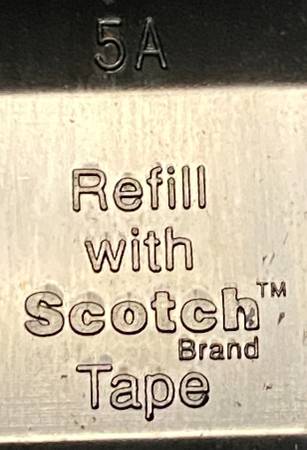 5A
Refill
with
Scotch™
Brand
Tape